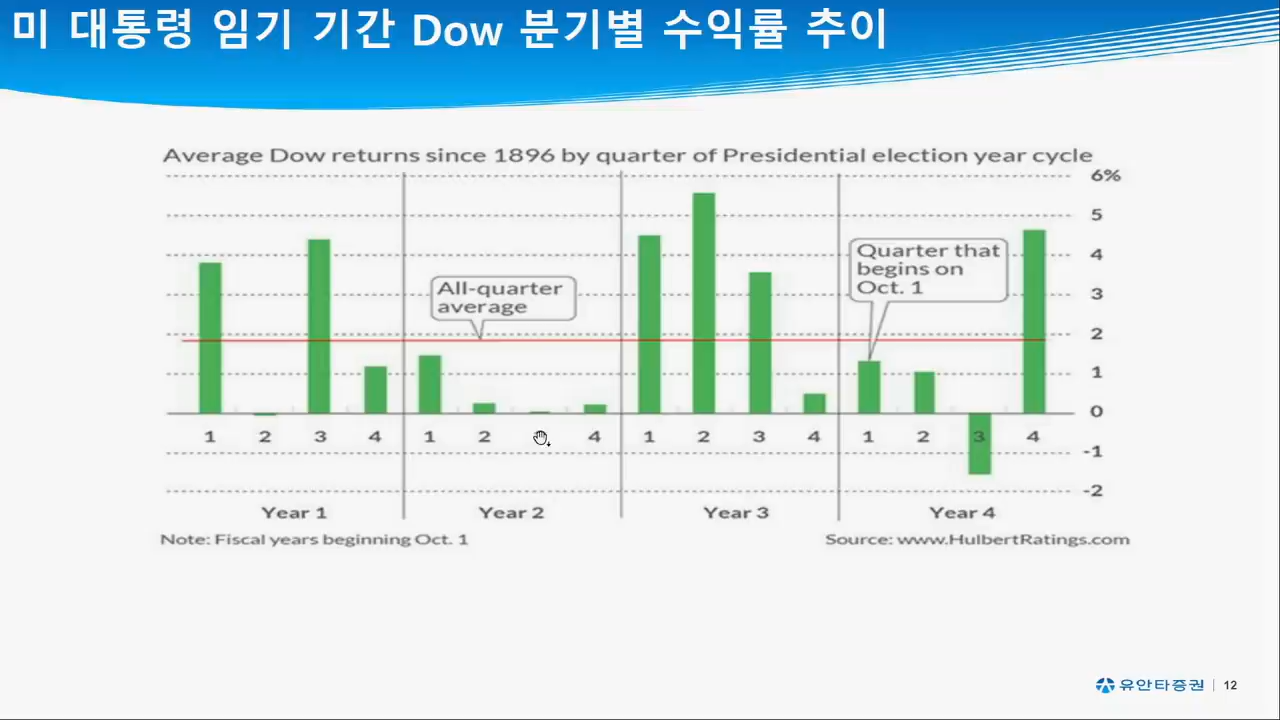 미 대통령 임기 기간 Dow 분기별 수익률 추이
Average Dow returns since 1896 by quarter of Presidential election year cycle
6%
5
4
3
2
1
0
-1
-2
All-quarter
average
Quarter that
begins on
Oct. 1
1 2 3 4 1 2 4 1 2 3 4 1 2 3 4
Year 1 Year 2 Year 3 Year 4
Note: Fiscal years beginning Oct. 1
Source: www.HulbertRatings.com
유안타증권 | 12